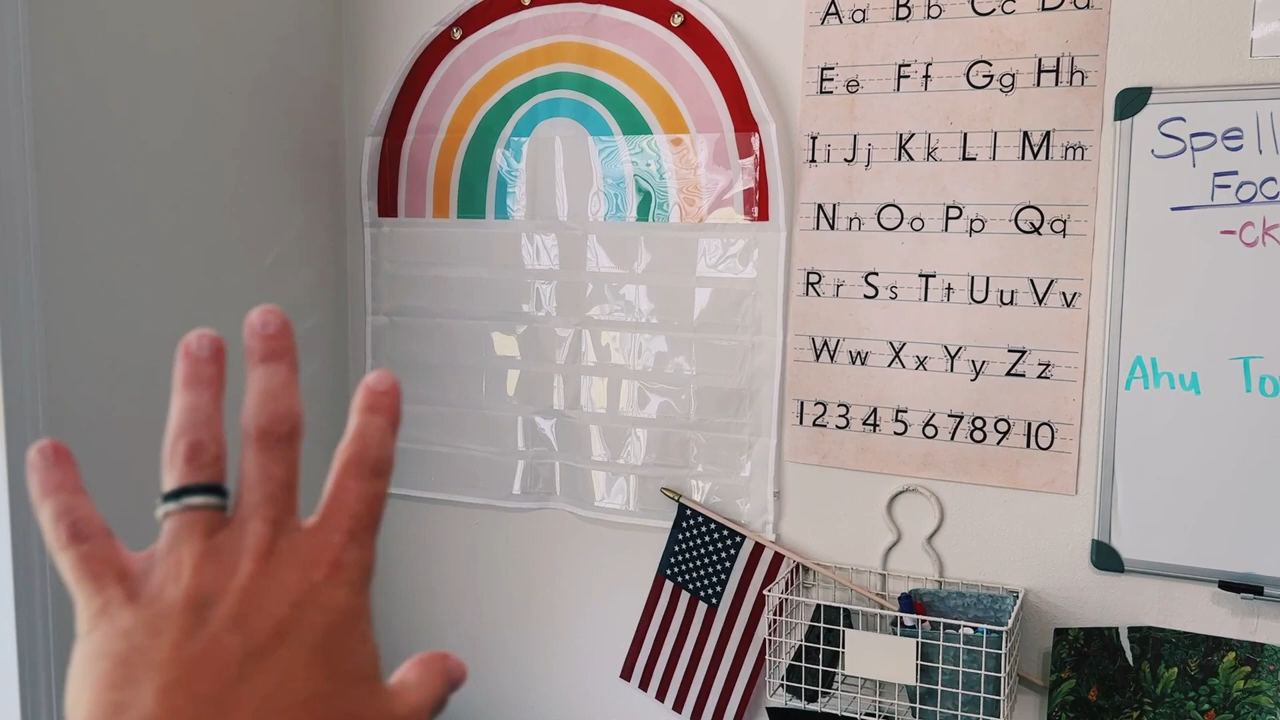 Aa Bb Cc Dd
Ee Ff Gg Hh
Ii Jj Kk Ll Mm
Nn Oo Pp Qq
Rr Ss Tt Uu Vv
Ww Xx Yy Zz
1 2 3 4 5 6 7 8 9 10
Spell
Foc
-ck
Ahu To